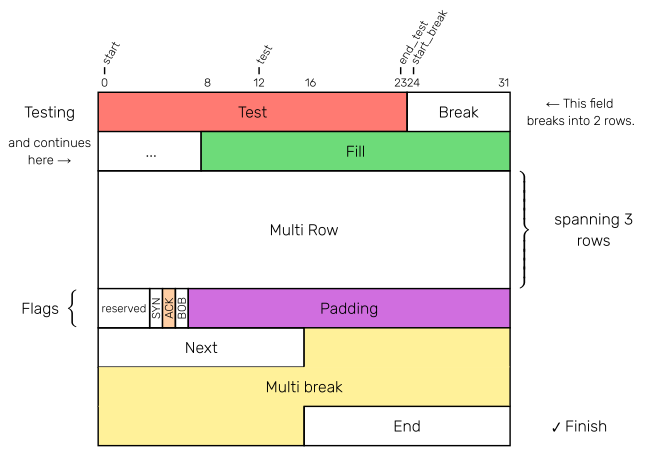 start
test
end_test
start_break
0 8 12 16 2324 31
Testing Test Break ← This field
breaks into 2 rows.
and continues
here →
... Fill
Multi Row
spanning 3
rows
Flags reserved SYN ACK BOB Padding
Next
Multi break
End ✓ Finish